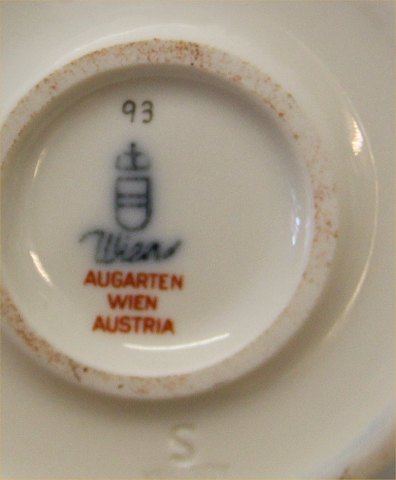 93
Wien
AUGARTEN
WIEN
AUSTRIA
S